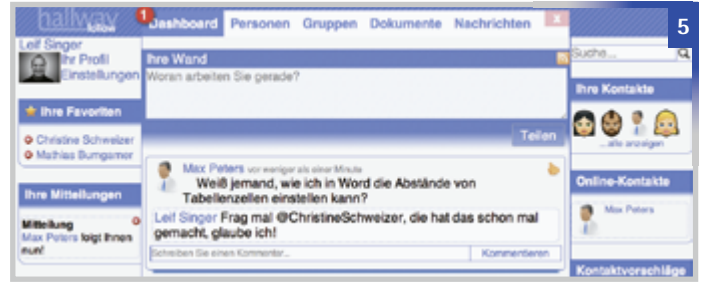 hallway
follow
1
Dashboard Personen Gruppen Dokumente Nachrichten
x
5
Leif Singer
Ihr Profil
Einstellungen
Ihre Favoriten
Christine Schweizer
Mathias Bumgarner
Ihre Mitteilungen
Mitteilung
Max Peters folgt Ihnen
nun!
Ihre Wand
Woran arbeiten Sie gerade?
Teilen
Max Peters vor weniger als einer Minute
Weiß jemand, wie ich in Word die Abstände von
Tabellenzellen einstellen kann?
Leif Singer Frag mal @ChristineSchweizer, die hat das schon mal
gemacht, glaube ich!
Schreiben Sie einen Kommentar...
Kommentieren
Suche...
Ihre Kontakte
...alle anzeigen
Online-Kontakte
Max Peters
Kontaktvorschläge